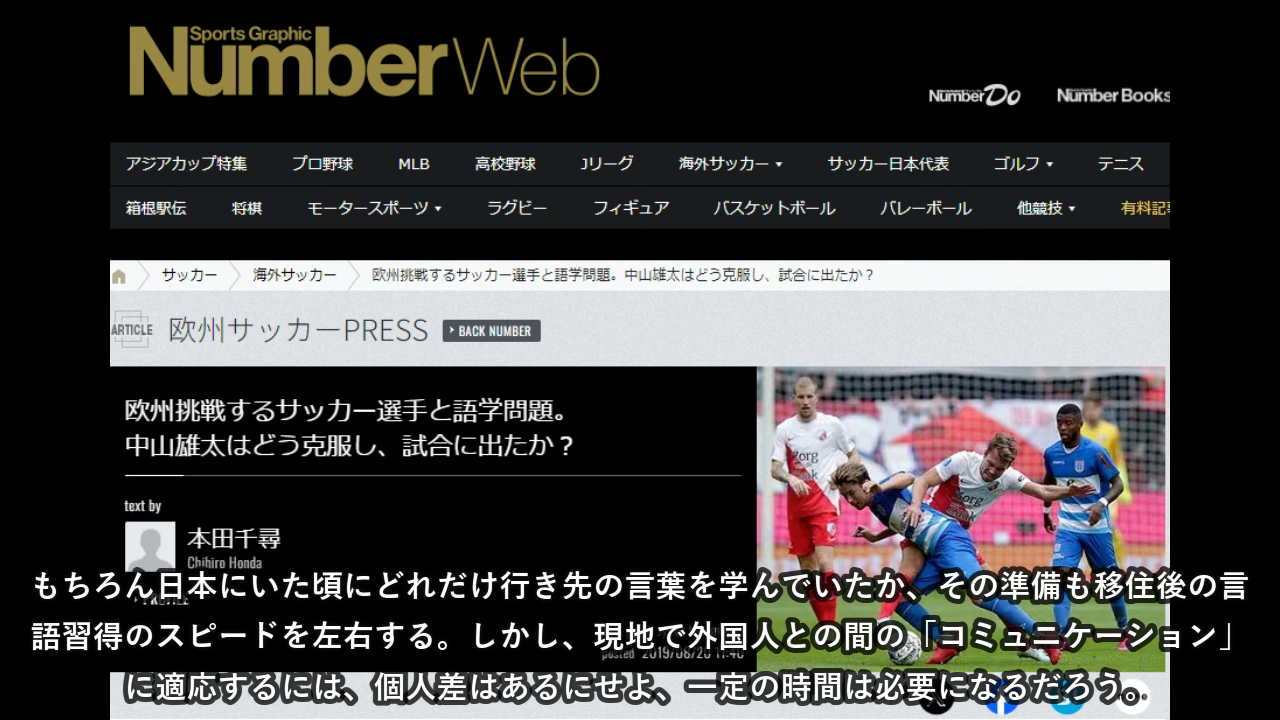 Sports Graphic
Number Web
Number Do
Number Books
アジアカップ特集 プロ野球 MLB 高校野球 Jリーグ 海外サッカー サッカー日本代表 ゴルフ テニス
箱根駅伝 将棋 モータースポーツ ラグビー フィギュア バスケットボール バレーボール 他競技 有料記事
サッカー 海外サッカー 欧州挑戦するサッカー選手と語学問題。中山雄太はどう克服し、試合に出たか？
ARTICLE 欧州サッカーPRESS BACK NUMBER
欧州挑戦するサッカー選手と語学問題。
中山雄太はどう克服し、試合に出たか？
text by
本田千尋
Chihiro Honda
もちろん日本にいた頃にどれだけ行き先の言葉を学んでいたか、その準備も移住後の言
語習得のスピードを左右する。しかし、現地で外国人との間の「コミュニケーション」
に適応するには、個人差はあるにせよ、一定の時間は必要になるだろう。